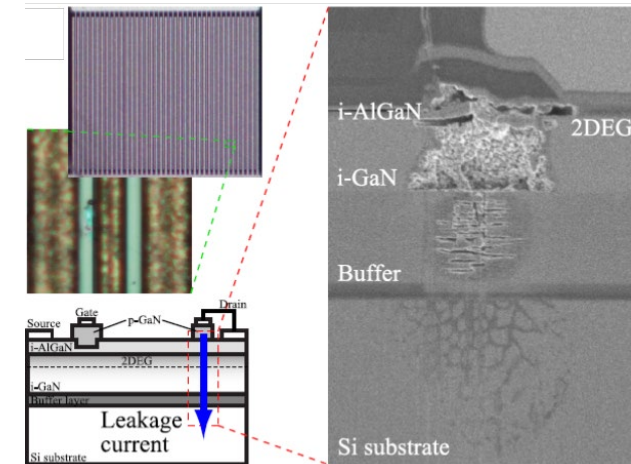 Gate
p-GaN
Drain
Source
i-AlGaN
2DEG
i-GaN
Buffer layer
Leakage
current
Si substrate
i-AlGaN
2DEG
i-GaN
Buffer
Si substrate